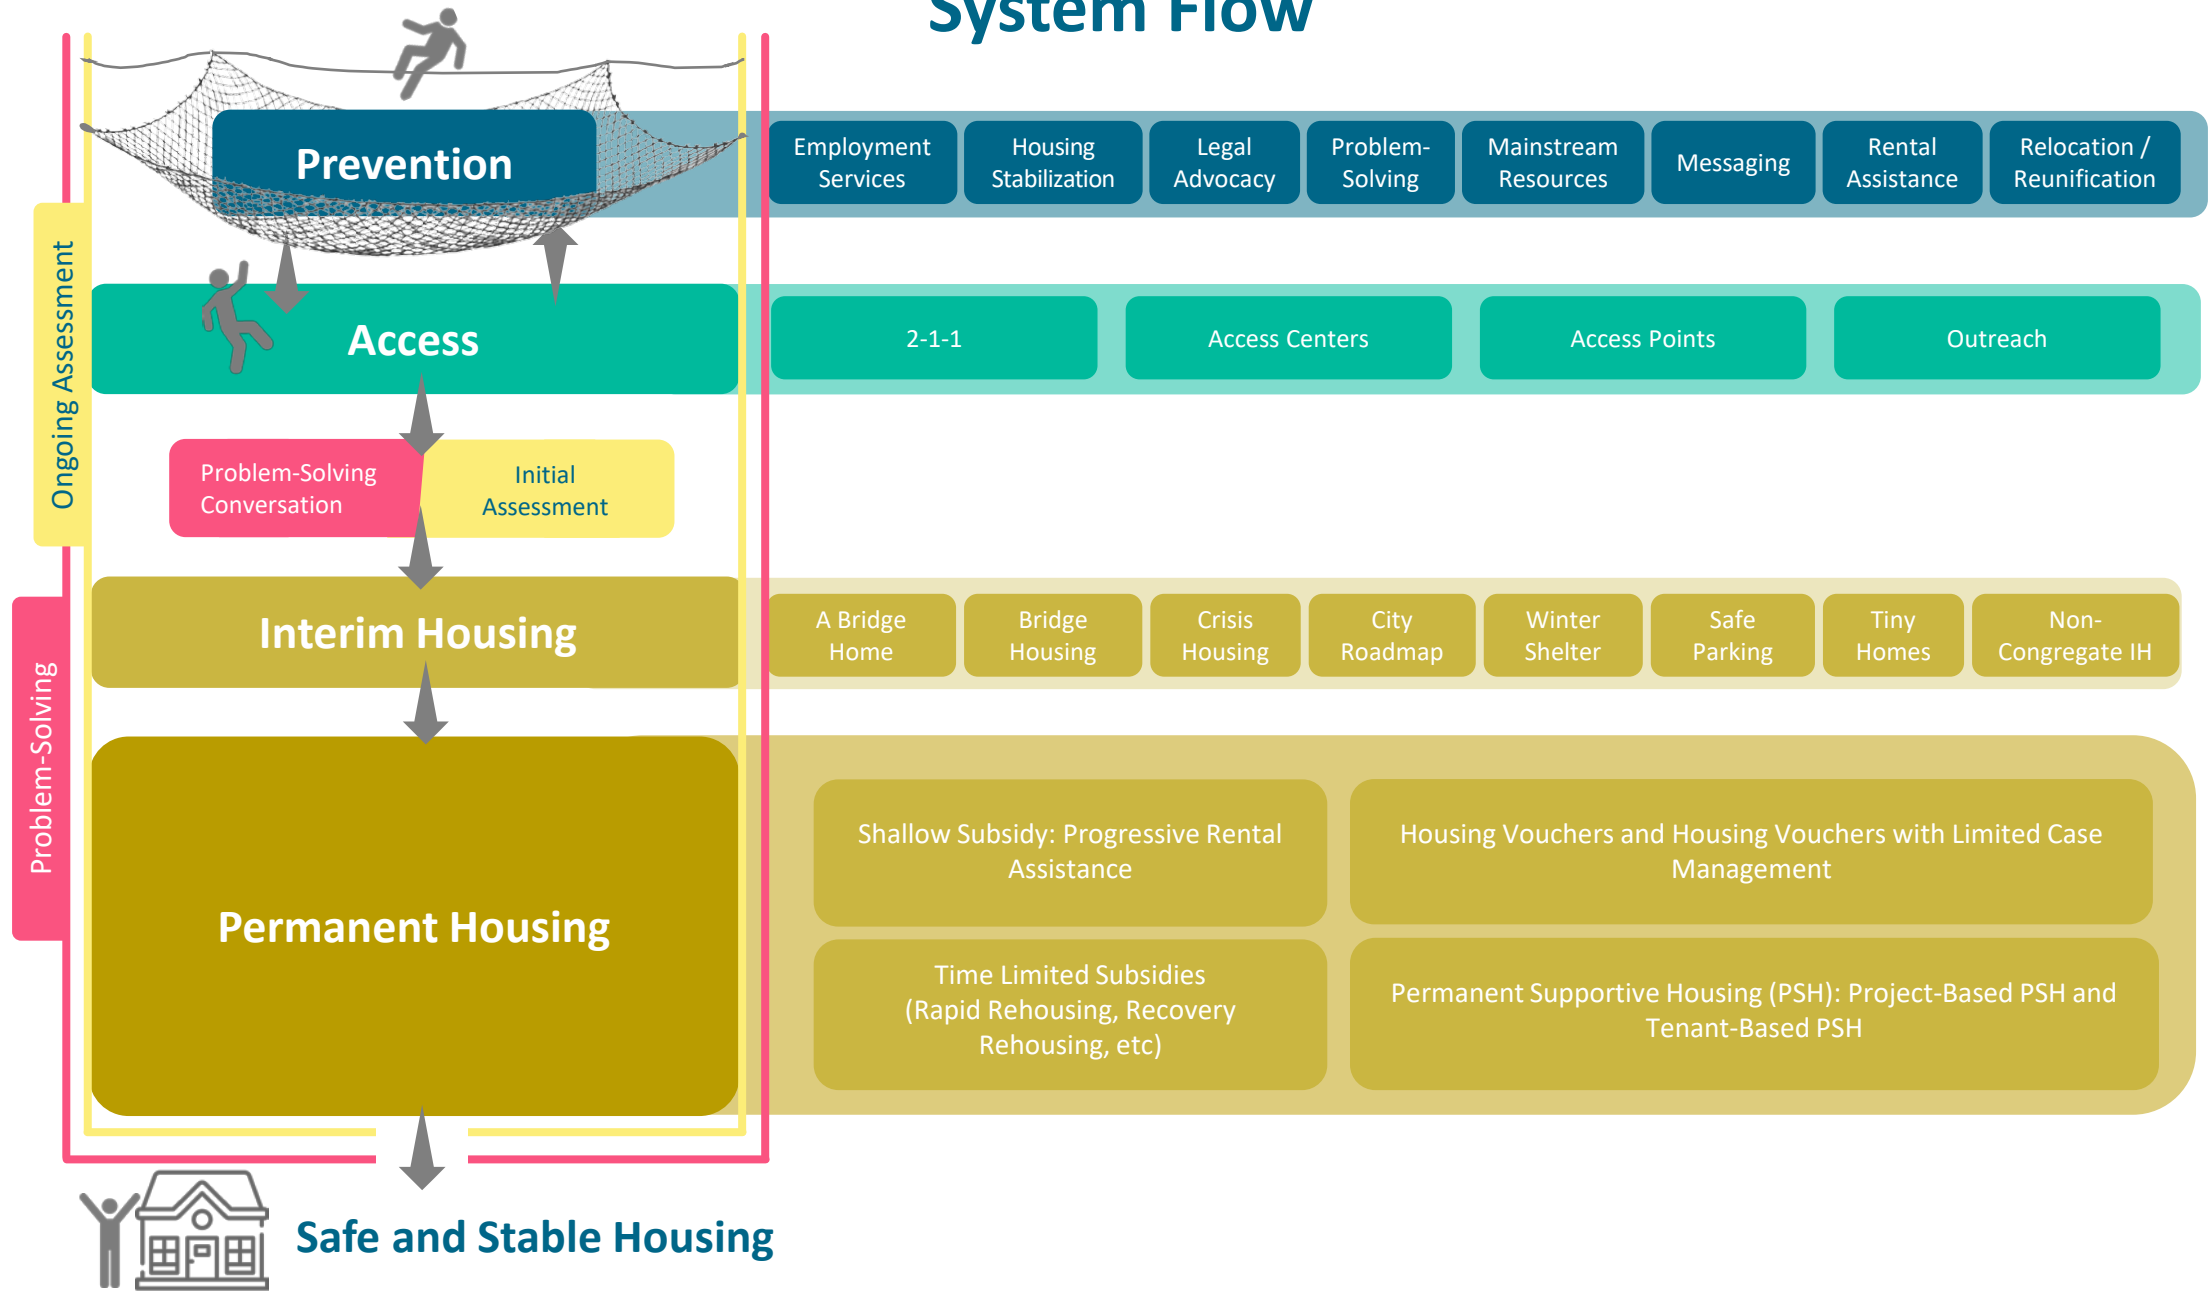 System Flow
Prevention
Employment
Services
Housing
Stabilization
Legal
Advocacy
Problem-
Solving
Mainstream
Resources
Messaging
Rental
Assistance
Relocation /
Reunification
Ongoing Assessment
Access
2-1-1
Access Centers
Access Points
Outreach
Problem-Solving
Conversation
Initial
Assessment
Problem-Solving
Interim Housing
A Bridge
Home
Bridge
Housing
Crisis
Housing
City
Roadmap
Winter
Shelter
Safe
Parking
Tiny
Homes
Non-
Congregate IH
Permanent Housing
Shallow Subsidy: Progressive Rental
Assistance
Housing Vouchers and Housing Vouchers with Limited Case
Management
Time Limited Subsidies
(Rapid Rehousing, Recovery
Rehousing, etc)
Permanent Supportive Housing (PSH): Project-Based PSH and
Tenant-Based PSH
Safe and Stable Housing